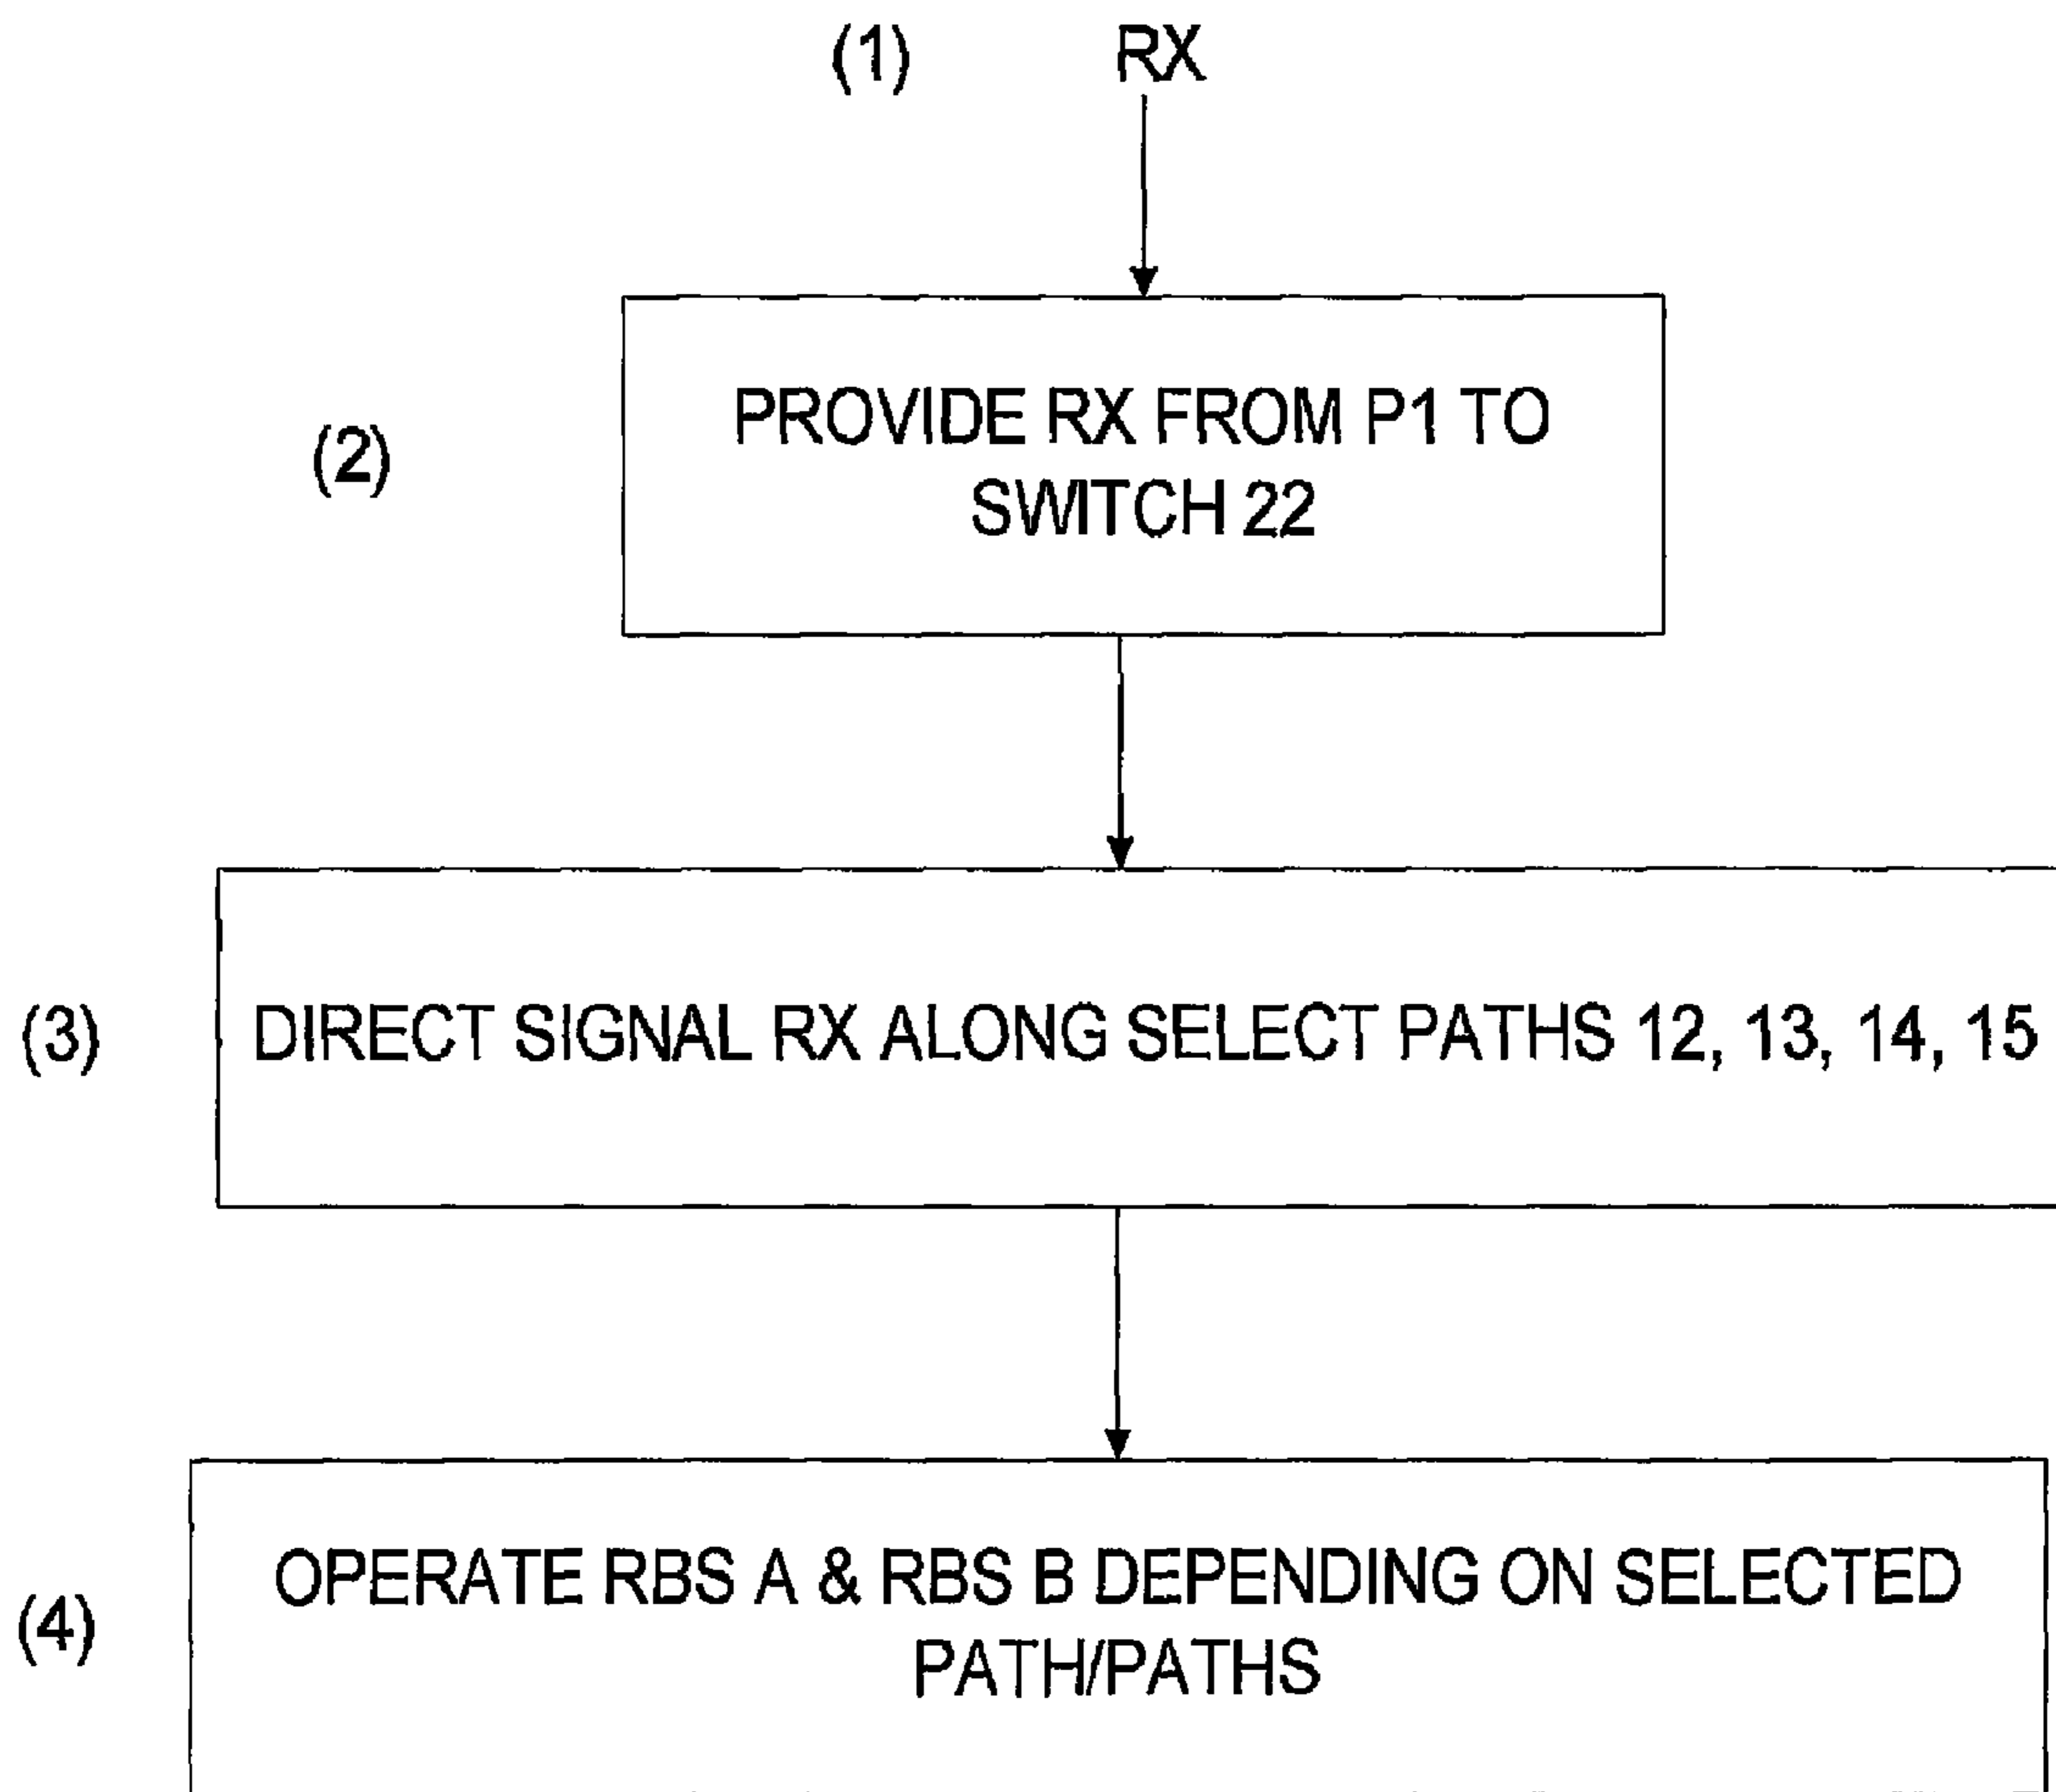 (1) RX
(2) PROVIDE RX FROM P1 TO
SWITCH 22
(3) DIRECT SIGNAL RX ALONG SELECT PATHS 12, 13, 14, 15
(4) OPERATE RBS A & RBS B DEPENDING ON SELECTED
PATH/PATHS